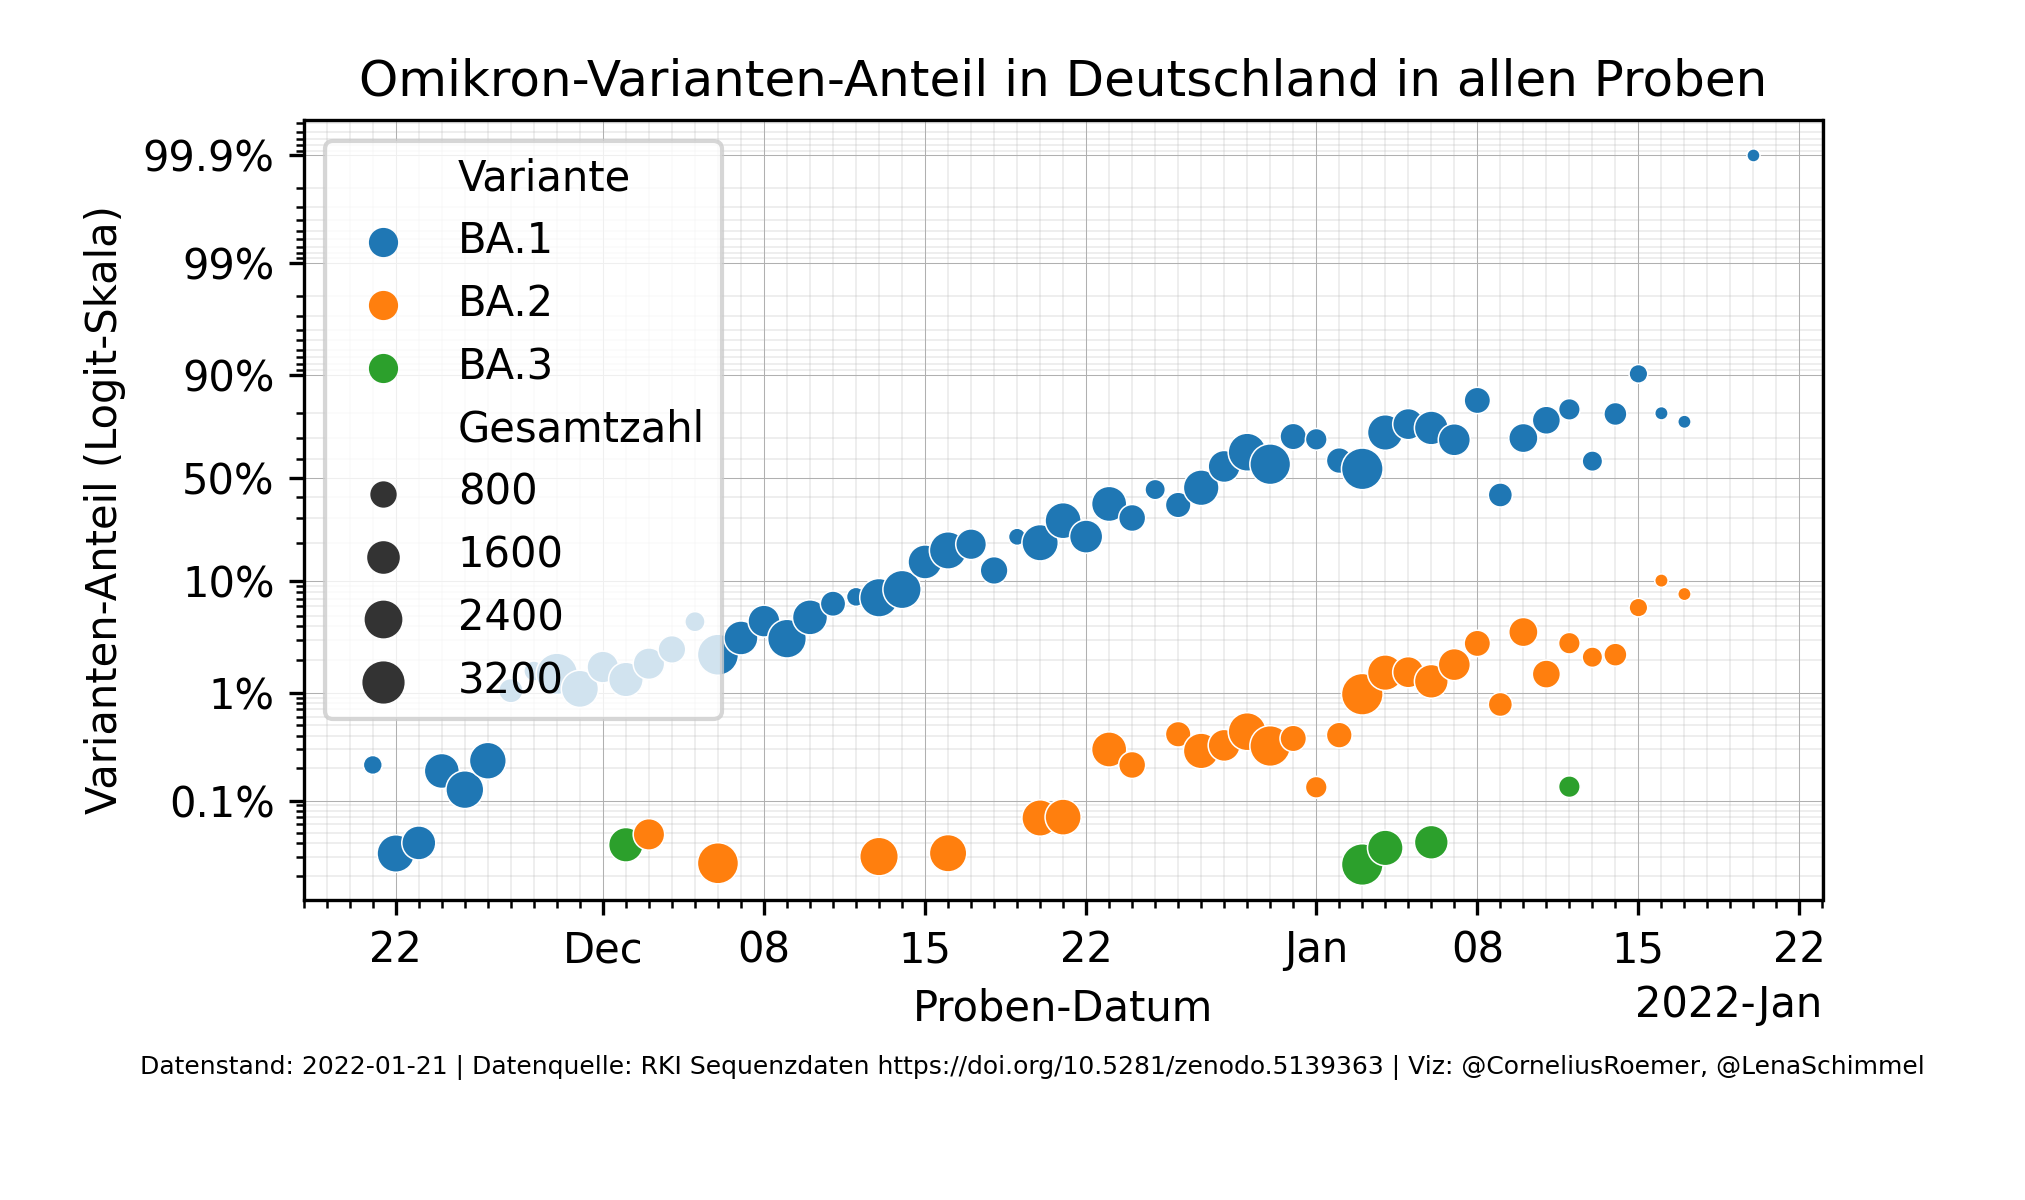 Omikron-Varianten-Anteil in Deutschland in allen Proben
Varianten-Anteil (Logit-Skala)
99.9%
99%
90%
50%
10%
1%
0.1%
Variante
BA.1
BA.2
BA.3
Gesamtzahl
800
1600
2400
3200
22 Dec 08 15 22 Jan 08 15 22
Proben-Datum
2022-Jan
Datenstand: 2022-01-21 | Datenquelle: RKI Sequenzdaten https://doi.org/10.5281/zenodo.5139363 | Viz: @CorneliusRoemer, @LenaSchimmel